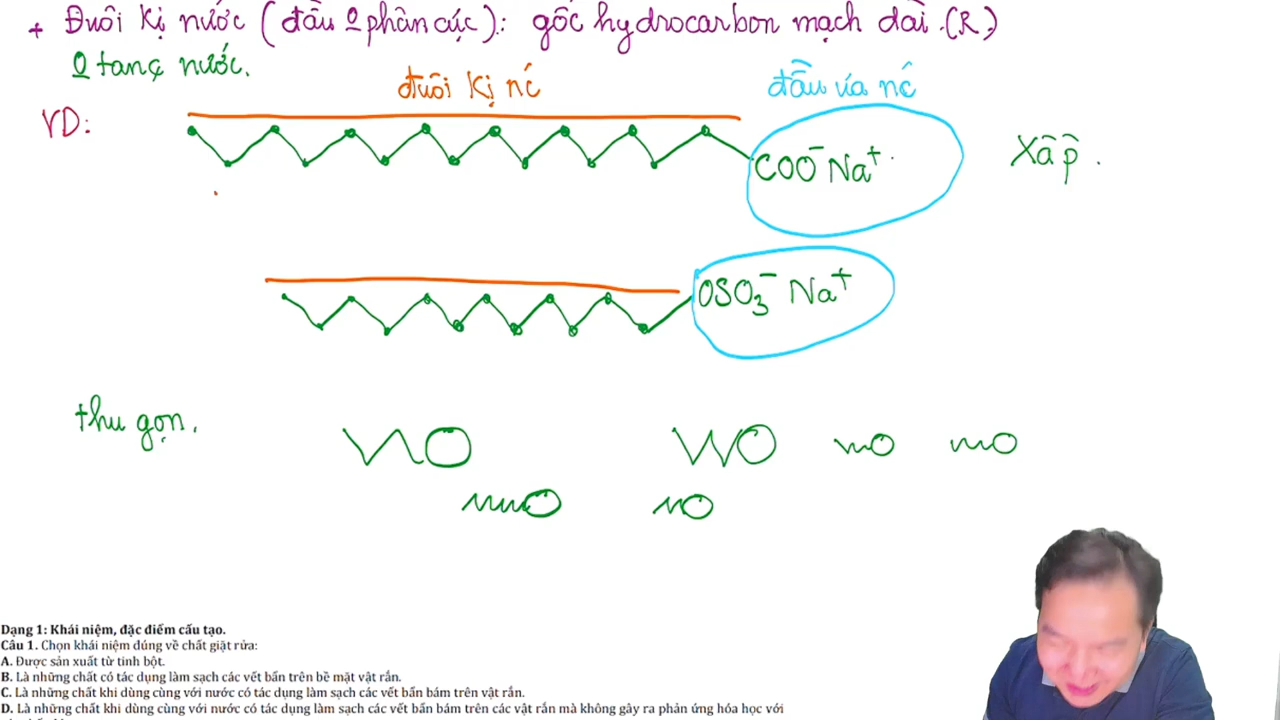 + Đuôi kị nước (đầu ο phân cực): gốc hydrocarbon mạch dài (R)
ο tan nước.
đuôi kị nć
đầu ưa nć
VD:
COO⁻Na⁺
Xà p.
OSO₃⁻ Na⁺
thu gọn.
Dạng 1: Khái niệm, đặc điểm cấu tạo.
Câu 1. Chọn khái niệm đúng về chất giặt rửa:
A. Được sản xuất từ tinh bột.
B. Là những chất có tác dụng làm sạch các vết bẩn trên bề mặt vật rắn.
C. Là những chất khi dùng cùng với nước có tác dụng làm sạch các vết bẩn bám trên vật rắn.
D. Là những chất khi dùng cùng với nước có tác dụng làm sạch các vết bẩn bám trên các vật rắn mà không gây ra phản ứng hóa học với